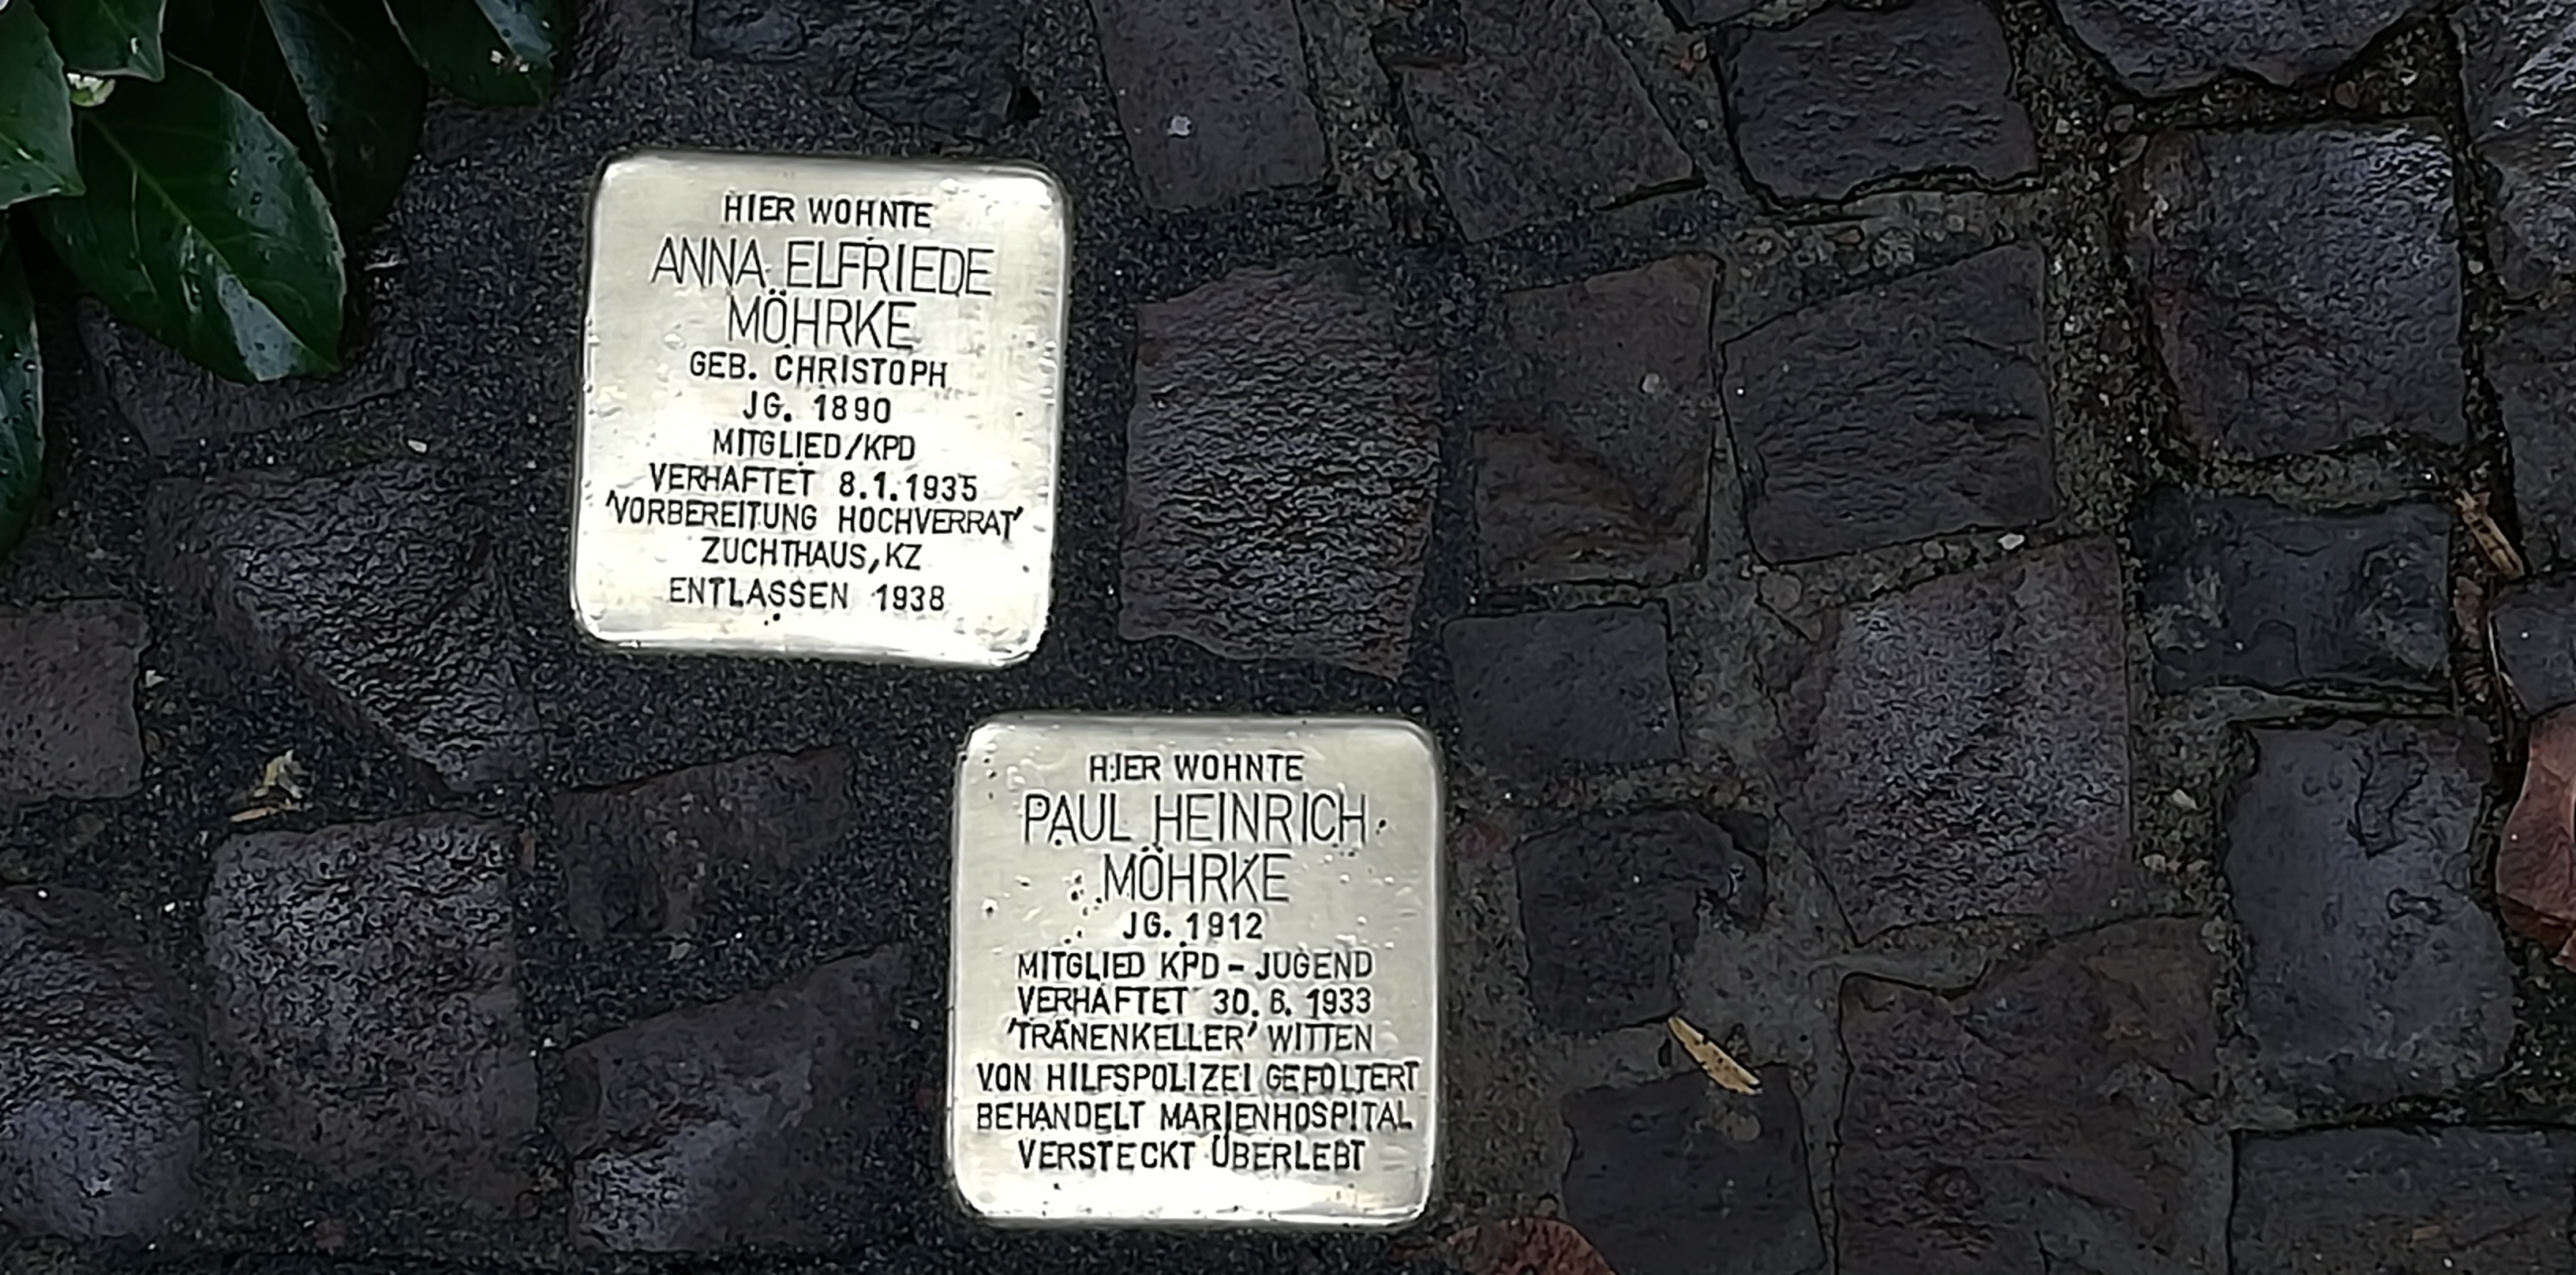 HIER WOHNTE
ANNA ELFRIEDE
MÖHRKE
GEB. CHRISTOPH
JG. 1890
MITGLIED/KPD
VERHAFTET 8.1.1935
'VORBEREITUNG HOCHVERRAT'
ZUCHTHAUS, KZ
ENTLASSEN 1938
HIER WOHNTE
PAUL HEINRICH
MÖHRKE
JG. 1912
MITGLIED KPD-JUGEND
VERHAFTET 30.6.1933
'TRÄNENKELLER' WITTEN
VON HILFSPOLIZEI GEFOLTERT
BEHANDELT MARIENHOSPITAL
VERSTECKT ÜBERLEBT